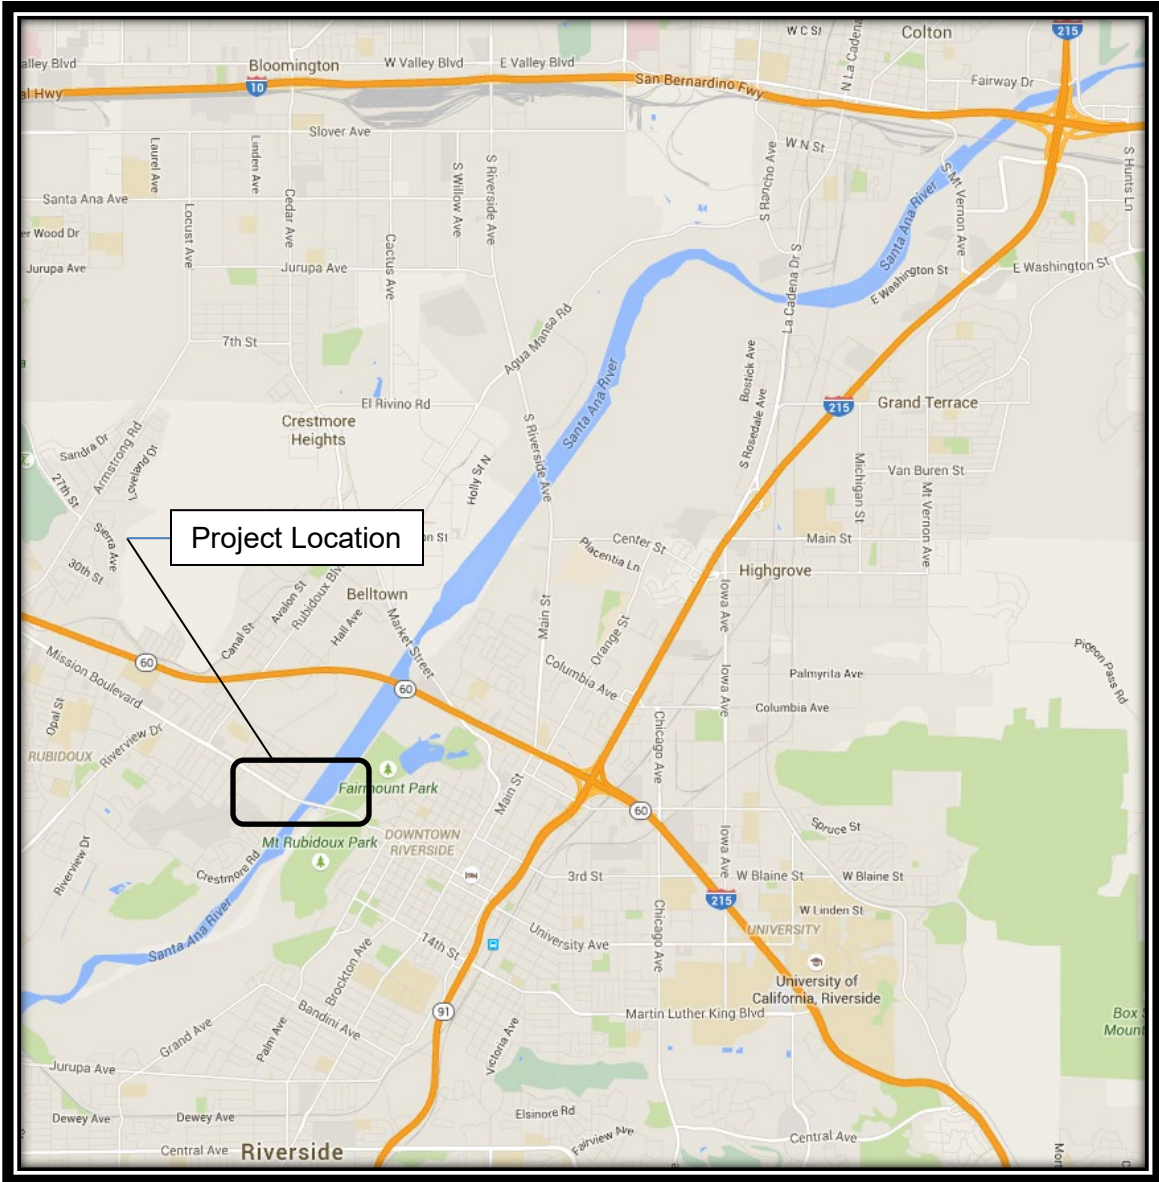 W C St
Colton
215
alley Blvd
Bloomington
W Valley Blvd
E Valley Blvd
N La Cadena
10
San Bernardino Fwy
Fairway Dr
al Hwy
Slover Ave
Laurel Ave
Linden Ave
W N St
S Rancho Ave
S Mt Vernon Ave
S Hunts Ln
S Willow Ave
S Riverside Ave
Santa Ana Ave
Locust Ave
Cedar Ave
Cactus Ave
Santa Ana River
er Wood Dr
Jurupa Ave
Jurupa Ave
La Cadena Dr S
E Washington St
E Washington St
7th St
Agua Mansa Rd
Bostick Ave
Santa Ana River
El Rivino Rd
Crestmore
Heights
S Rosedale Ave
215
Grand Terrace
Sandra Dr
Armstrong Rd
Loveland Dr
S Riverside Ave
Holly St N
Michigan St
Van Buren St
Mt Vernon Ave
27th St
Sierra Ave
Project Location
on St
Center St
Placentia Ln
Main St
30th St
Highgrove
Avalon St
Rubidoux Blv
Belltown
Hall Ave
Market Street
Main St
Orange St
Iowa Ave
Canal St
60
Mission Boulevard
60
Columbia Ave
Iowa Ave
Palmyrita Ave
Pigeon Pass Rd
Opal St
Riverview Dr
RUBIDOUX
Chicago Ave
Columbia Ave
Fairmount Park
Main St
60
Mt Rubidoux Park
DOWNTOWN
RIVERSIDE
Iowa Ave
Spruce St
Riverview Dr
Crestmore Rd
3rd St
W Blaine St
W Blaine St
215
Santa Ana River
Chicago Ave
W Linden St
UNIVERSITY
14th St
University Ave
Brockton Ave
University of
California, Riverside
91
Bandini Ave
Martin Luther King Blvd
Box S
Mount
Grand Ave
Palm Ave
Victoria Ave
Jurupa Ave
Dewey Ave
Dewey Ave
Elsinore Rd
Fairview Ave
Central Ave
Central Ave
Riverside
Mor